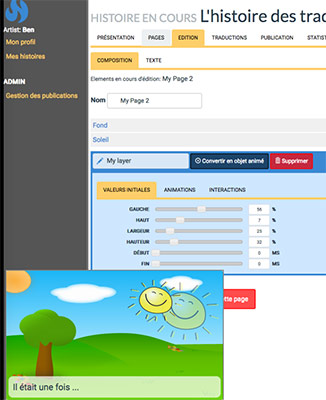 Artist: Ben
Mon profil
Mes histoires
ADMIN
Gestion des publications
HISTOIRE EN COURS L'histoire des trad
PRÉSENTATION PAGES EDITION TRADUCTIONS PUBLICATION STATIST
COMPOSITION TEXTE
Elements en cours d'édition: My Page 2
Nom My Page 2
Fond
Soleil
My layer Convertir en objet animé Supprimer
VALEURS INITIALES ANIMATIONS INTERACTIONS
GAUCHE 56 %
HAUT 7 %
LARGEUR 23 %
HAUTEUR 32 %
DÉBUT 0 MS
FIN 0 MS
tte page
Il était une fois ...